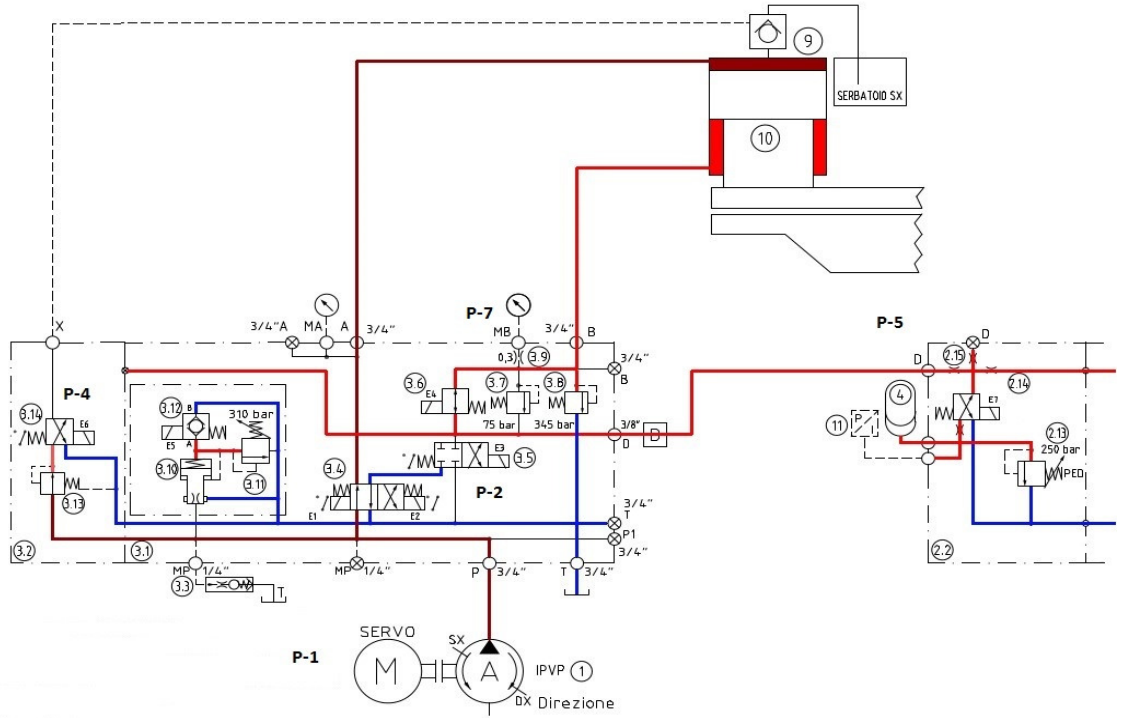 9
SERBATOIO SX
10
X
3/4"A
MA
A
3/4"
P-7
MB
3/4"
B
P-5
0,3
3.9
3/4"
B
D
2.15
D
2.14
P-4
3.14
E6
3.12
B
A
E5
310 bar
3.6
E4
3.7
3.8
75 bar
345 bar
3/8"
D
D
4
11
P
E7
2.13
250 bar
PED
3.10
3.11
3.13
3.4
E1
E2
E3
3.5
P-2
3/4"
T
P1
3/4"
3.2
3.1
2.2
MP
1/4"
MP
1/4"
P
3/4"
T
3/4"
3.3
T
SERVO
P-1
M
SX
A
IPVP
1
DX
Direzione